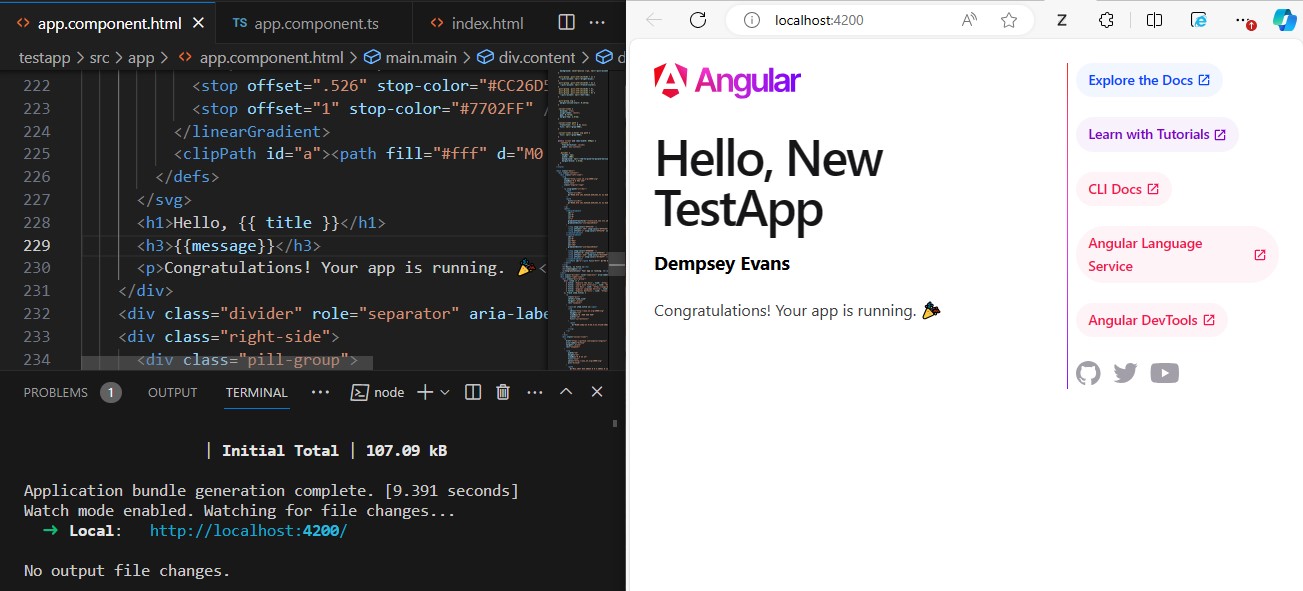 app.component.html
TS app.component.ts
index.html
testapp > src > app > app.component.html > main.main > div.content > d
222 <stop offset=".526" stop-color="#CC26D5
223 <stop offset="1" stop-color="#7702FF" /
224 </linearGradient>
225 <clipPath id="a"><path fill="#fff" d="M0
226 </defs>
227 </svg>
228 <h1>Hello, {{ title }}</h1>
229 <h3>{{message}}</h3>
230 <p>Congratulations! Your app is running. 🎉<
231 </div>
232 <div class="divider" role="separator" aria-labe
233 <div class="right-side">
234 <div class="pill-group">
PROBLEMS 1 OUTPUT TERMINAL ··· node
| Initial Total | 107.09 kB
Application bundle generation complete. [9.391 seconds]
Watch mode enabled. Watching for file changes...
➜ Local: http://localhost:4200/
No output file changes.
localhost:4200
Angular
Hello, New
TestApp
Dempsey Evans
Congratulations! Your app is running. 🎉
Explore the Docs
Learn with Tutorials
CLI Docs
Angular Language
Service
Angular DevTools